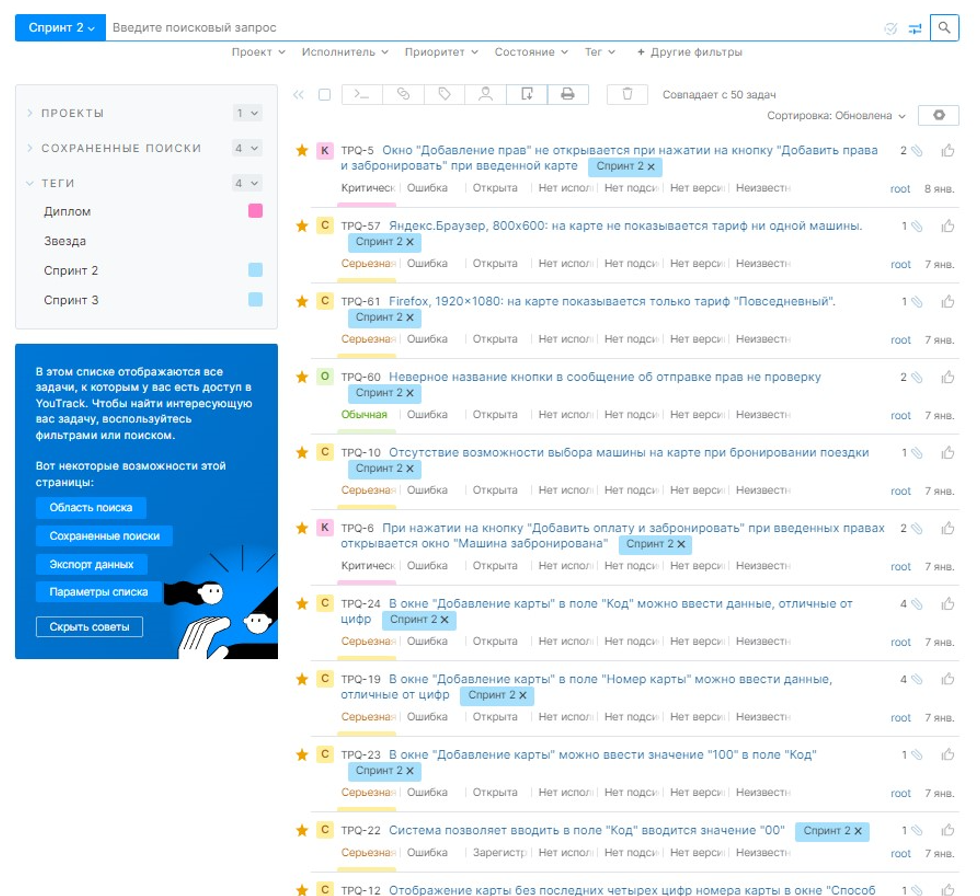 Спринт 2 Введите поисковый запрос
Проект Исполнитель Приоритет Состояние Тег + Другие фильтры
ПРОЕКТЫ 1
СОХРАНЕННЫЕ ПОИСКИ 4
ТЕГИ 4
Диплом
Звезда
Спринт 2
Спринт 3
В этом списке отображаются все
задачи, к которым у вас есть доступ в
YouTrack. Чтобы найти интересующую
вас задачу, воспользуйтесь
фильтрами или поиском.
Вот некоторые возможности этой
страницы:
Область поиска
Сохраненные поиски
Экспорт данных
Параметры списка
Скрыть советы
Совпадает с 50 задач
Сортировка: Обновлена
К TPQ-5 Окно "Добавление прав" не открывается при нажатии на кнопку "Добавить права 2
и забронировать" при введенной карте Спринт 2 ×
Критическ Ошибка Открыта Нет испол Нет подси Нет верси Неизвестн root 8 янв.
С TPQ-57 Яндекс.Браузер, 800x600: на карте не показывается тариф ни одной машины. 1
Спринт 2 ×
Серьезная Ошибка Открыта Нет испол Нет подси Нет верси Неизвестн root 7 янв.
С TPQ-61 Firefox, 1920×1080: на карте показывается только тариф "Повседневный". 1
Спринт 2 ×
Серьезная Ошибка Открыта Нет испол Нет подси Нет верси Неизвестн root 7 янв.
О TPQ-60 Неверное название кнопки в сообщение об отправке прав не проверку 2
Спринт 2 ×
Обычная Ошибка Открыта Нет испол Нет подси Нет верси Неизвестн root 7 янв.
С TPQ-10 Отсутствие возможности выбора машины на карте при бронировании поездки 1
Спринт 2 ×
Серьезная Ошибка Открыта Нет испол Нет подси Нет верси Неизвестн root 7 янв.
К TPQ-6 При нажатии на кнопку "Добавить оплату и забронировать" при введенных правах 2
открывается окно "Машина забронирована" Спринт 2 ×
Критическ Ошибка Открыта Нет испол Нет подси Нет верси Неизвестн root 7 янв.
С TPQ-24 В окне "Добавление карты" в поле "Код" можно ввести данные, отличные от 4
цифр Спринт 2 ×
Серьезная Ошибка Открыта Нет испол Нет подси Нет верси Неизвестн root 7 янв.
С TPQ-19 В окне "Добавление карты" в поле "Номер карты" можно ввести данные, 4
отличные от цифр Спринт 2 ×
Серьезная Ошибка Открыта Нет испол Нет подси Нет верси Неизвестн root 7 янв.
С TPQ-23 В окне "Добавление карты" можно ввести значение "100" в поле "Код" 1
Спринт 2 ×
Серьезная Ошибка Открыта Нет испол Нет подси Нет верси Неизвестн root 7 янв.
С TPQ-22 Система позволяет вводить в поле "Код" вводится значение "00" Спринт 2 × 1
Серьезная Ошибка Зарегистр Нет испол Нет подси Нет верси Неизвестн root 7 янв.
С TPQ-12 Отображение карты без последних четырех цифр номера карты в окне "Способ 1